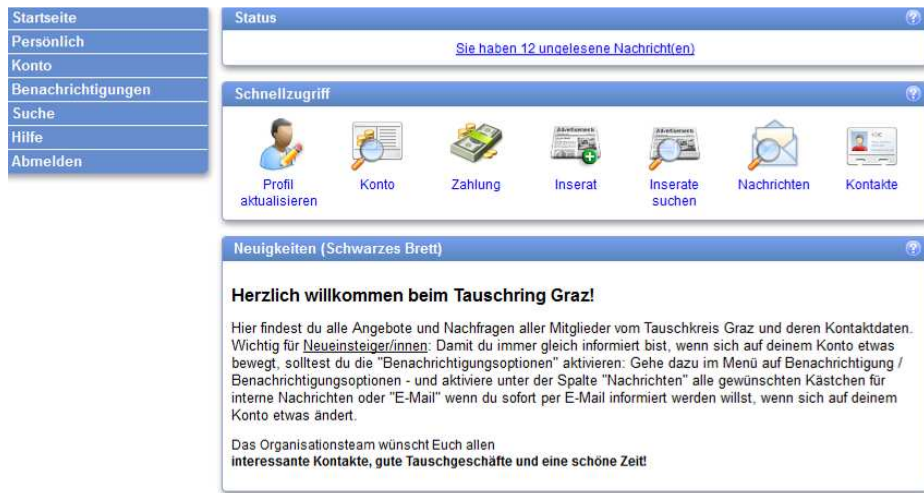 Startseite
Persönlich
Konto
Benachrichtigungen
Suche
Hilfe
Abmelden
Status
Sie haben 12 ungelesene Nachricht(en)
Schnellzugriff
Profil
aktualisieren
Konto
Zahlung
Inserat
Inserate
suchen
Nachrichten
Kontakte
Neuigkeiten (Schwarzes Brett)
Herzlich willkommen beim Tauschring Graz!
Hier findest du alle Angebote und Nachfragen aller Mitglieder vom Tauschkreis Graz und deren Kontaktdaten.
Wichtig für Neueinsteiger/innen: Damit du immer gleich informiert bist, wenn sich auf deinem Konto etwas
bewegt, solltest du die "Benachrichtigungsoptionen" aktivieren: Gehe dazu im Menü auf Benachrichtigung /
Benachrichtigungsoptionen - und aktiviere unter der Spalte "Nachrichten" alle gewünschten Kästchen für
interne Nachrichten oder "E-Mail" wenn du sofort per E-Mail informiert werden willst, wenn sich auf deinem
Konto etwas ändert.
Das Organisationsteam wünscht Euch allen
interessante Kontakte, gute Tauschgeschäfte und eine schöne Zeit!